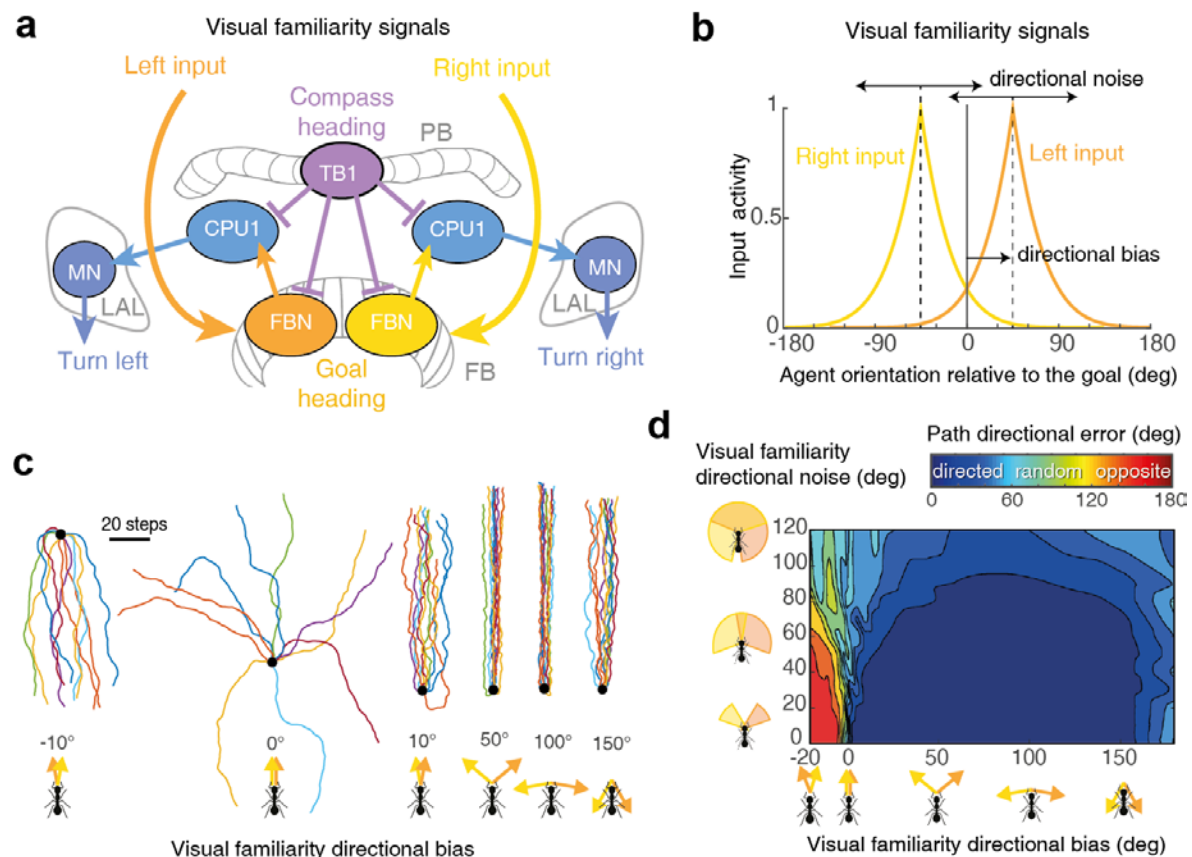 a
Visual familiarity signals
Left input
Right input
Compass
heading
PB
TB1
CPU1
CPU1
MN
MN
LAL
LAL
FBN
FBN
Turn left
Turn right
Goal
heading
FB
b
Visual familiarity signals
directional noise
1
Right input
Left input
Input activity
0.5
directional bias
0
-180
-90
0
90
180
Agent orientation relative to the goal (deg)
c
20 steps
-10°
0°
10°
50°
100°
150°
Visual familiarity directional bias
d
Visual familiarity
directional noise (deg)
Path directional error (deg)
directed random opposite
0 60 120 180
120
100
80
60
40
20
0
-20 0 50 100 150
Visual familiarity directional bias (deg)